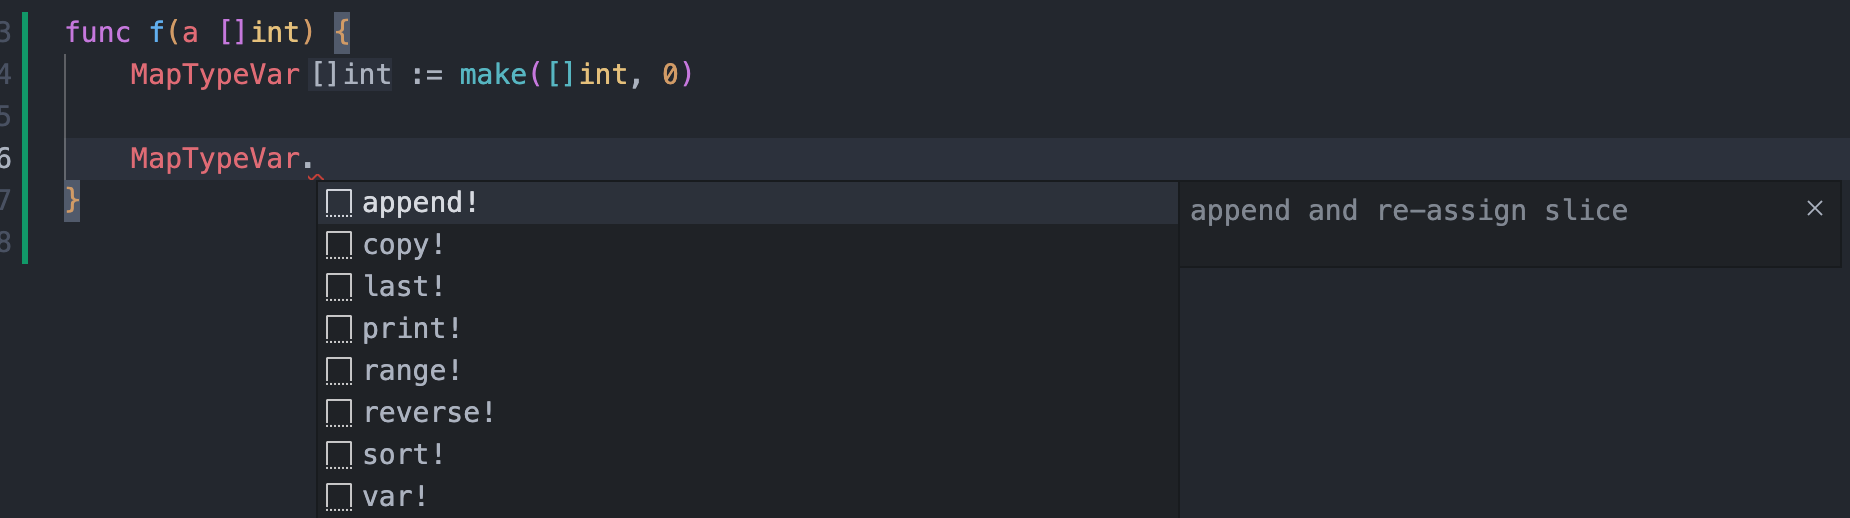 3 func f(a []int) {
4 MapTypeVar []int := make([]int, 0)
5
6 MapTypeVar.
7 }
8
append!
append and re-assign slice
copy!
last!
print!
range!
reverse!
sort!
var!